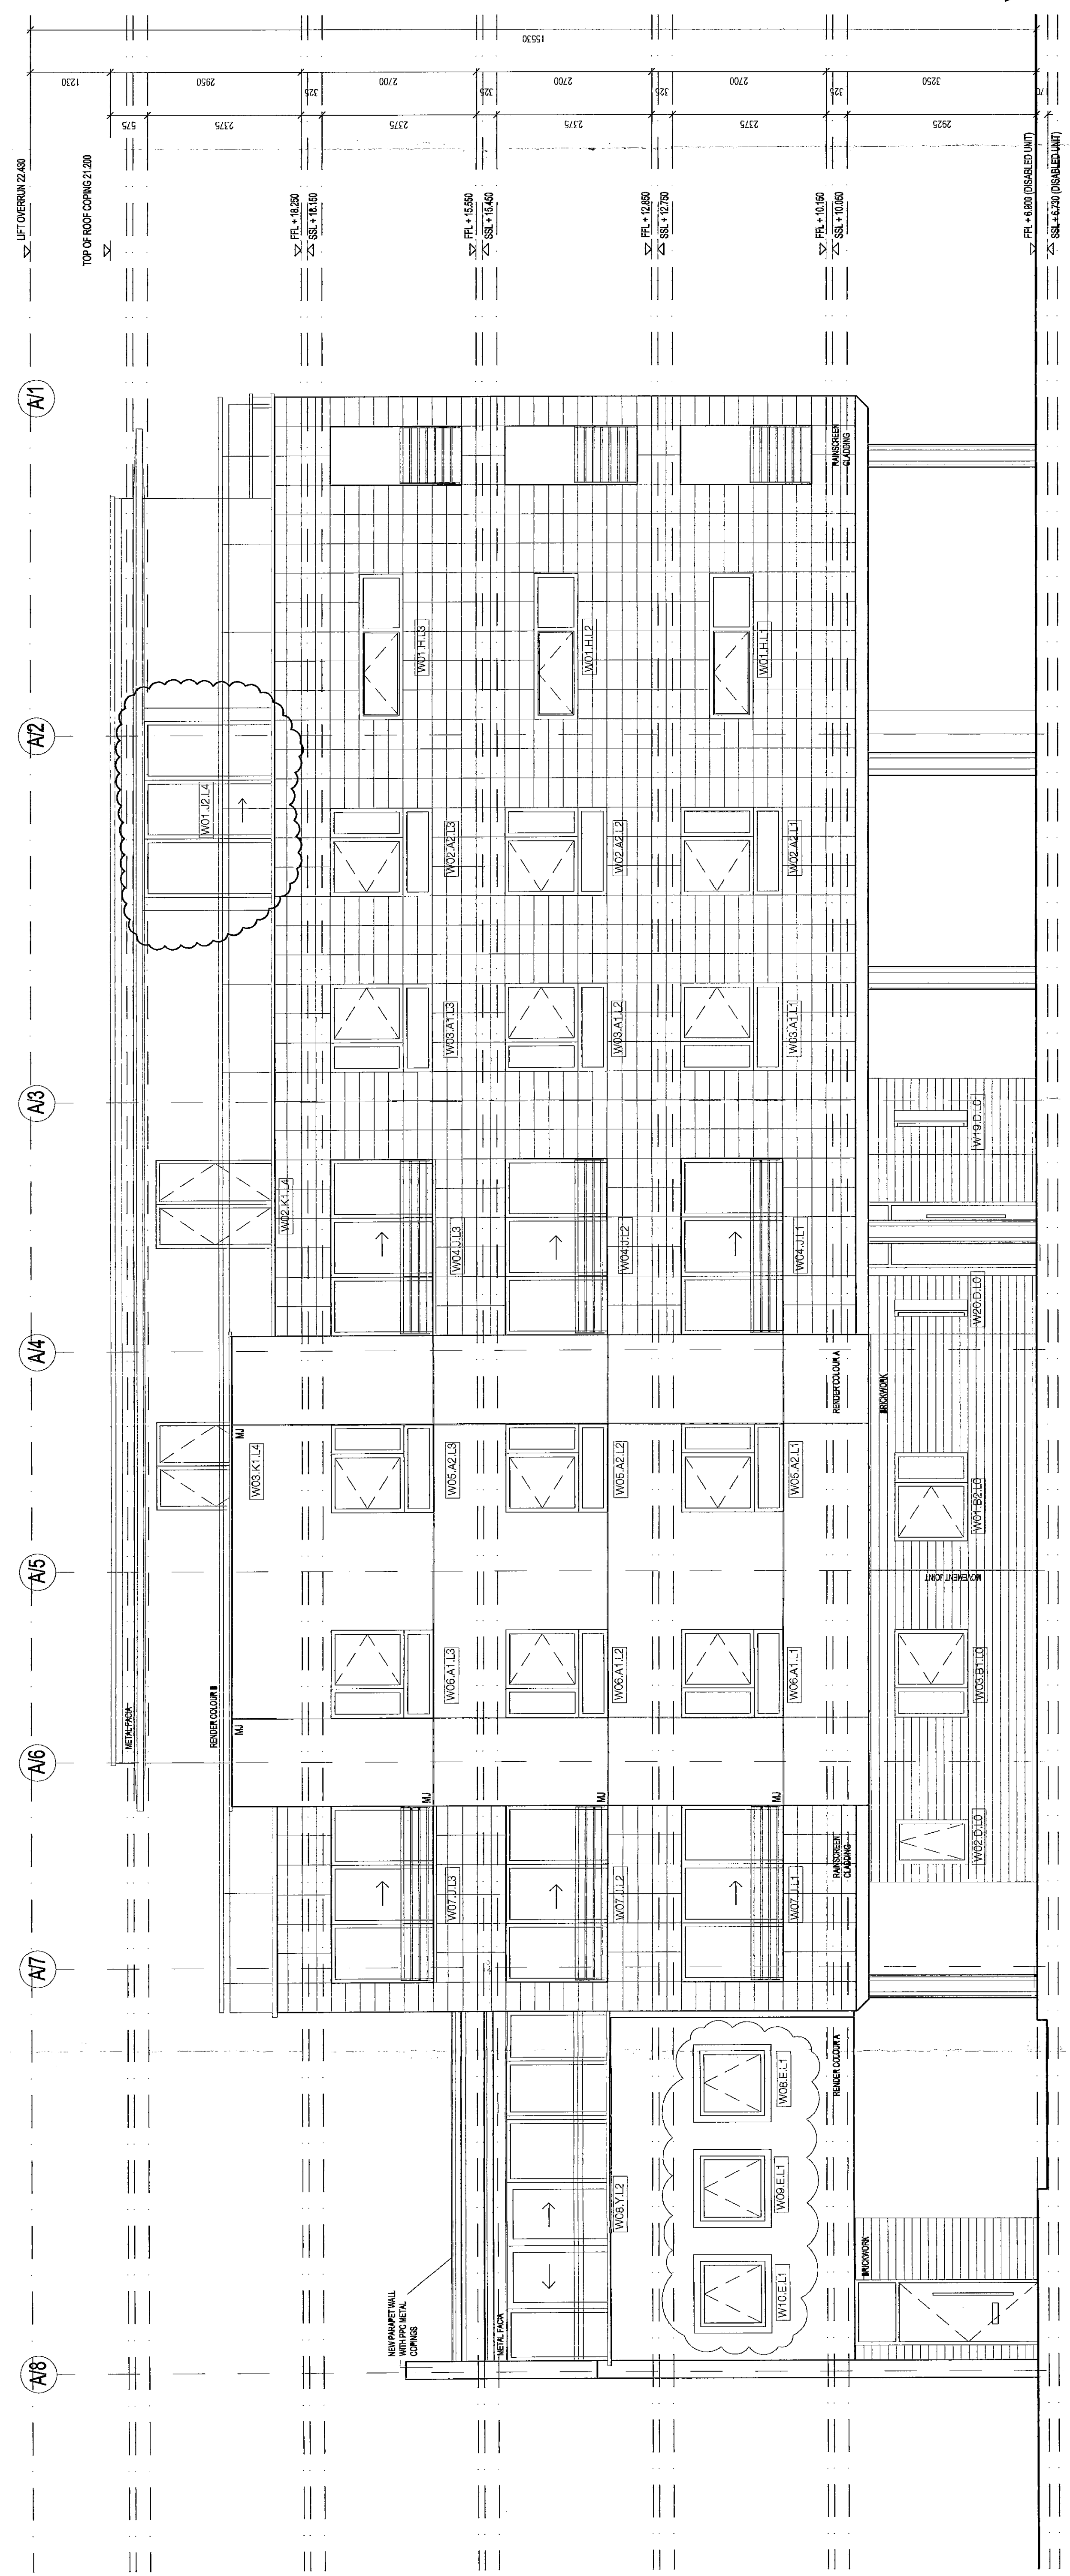 LIFT OVERRUN 22.430
TOP OF ROOF COPING 21.200
FFL + 18.250
SSL + 18.150
FFL + 15.550
SSL + 15.450
FFL + 12.850
SSL + 12.750
FFL + 10.150
SSL + 10.050
FFL + 6.900 (DISABLED UNIT)
SSL + 6.730 (DISABLED UNIT)
15530
1230
2950
325
2700
325
2700
325
2700
325
3250
575
2375
2375
2375
2375
2925
A/1
A/2
A/3
A/4
A/5
A/6
A/7
A/8
W01.J2.L4
W02.K1.L4
W03.K1.L4
METAL FACIA
RENDER COLOUR B
MJ
MJ
W01.H.L3
W02.A2.L3
W03.A1.L3
W04.J.L3
W05.A2.L3
W06.A1.L3
MJ
W07.J.L3
W01.H.L2
W02.A2.L2
W03.A1.L2
W04.J.L2
W05.A2.L2
W06.A1.L2
MJ
W07.J.L2
W08.Y.L2
NEW PARAPET WALL
WITH PPC METAL
COPINGS
METAL FACIA
W01.H.L1
W02.A2.L1
W03.A1.L1
W04.J.L1
W05.A2.L1
W06.A1.L1
MJ
W07.J.L1
W08.E.L1
W09.E.L1
W10.E.L1
RAINSCREEN
CLADDING
RENDER COLOUR A
BRICKWORK
RAINSCREEN
CLADDING
RENDER COLOUR A
BRICKWORK
W19.D.L0
W20.D.L0
W01.B2.L0
MOVEMENT JOINT
W03.B1.L0
W02.D.L0